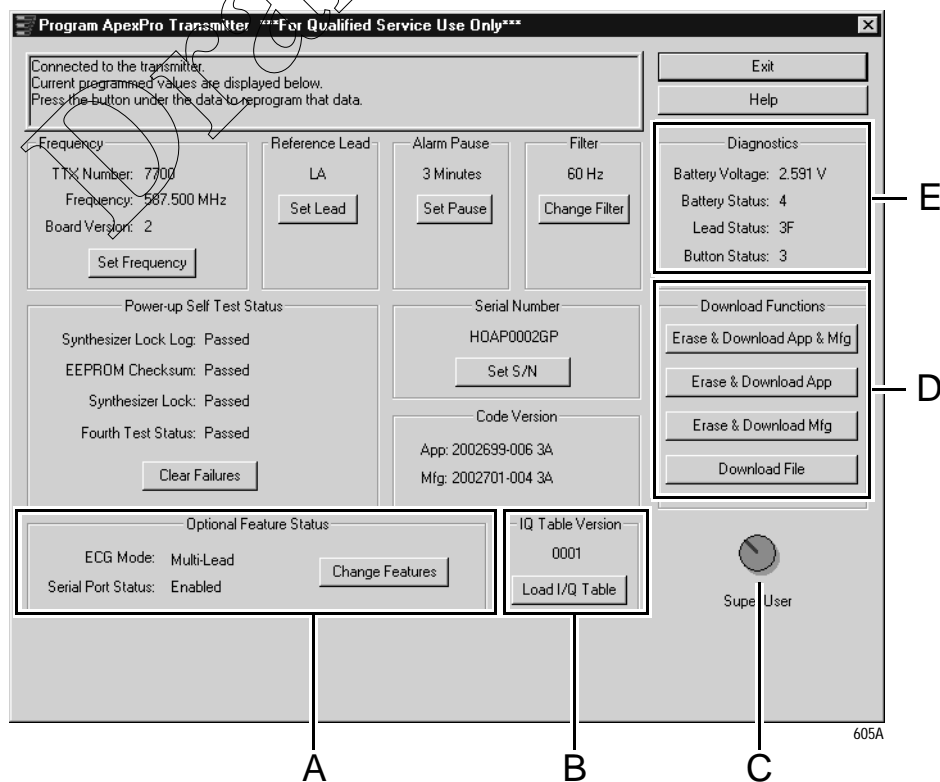 Program ApexPro Transmitter ***For Qualified Service Use Only***
Connected to the transmitter.
Current programmed values are displayed below.
Press the button under the data to reprogram that data.
Exit
Help
Frequency
TTX Number: 7700
Frequency: 587.500 MHz
Board Version: 2
Set Frequency
Reference Lead
LA
Set Lead
Alarm Pause
3 Minutes
Set Pause
Filter
60 Hz
Change Filter
Diagnostics
Battery Voltage: 2.591 V
Battery Status: 4
Lead Status: 3F
Button Status: 3
E
Power-up Self Test Status
Synthesizer Lock Log: Passed
EEPROM Checksum: Passed
Synthesizer Lock: Passed
Fourth Test Status: Passed
Clear Failures
Serial Number
HOAP0002GP
Set S/N
Code Version
App: 2002699-006 3A
Mfg: 2002701-004 3A
Download Functions
Erase & Download App & Mfg
Erase & Download App
Erase & Download Mfg
Download File
D
Optional Feature Status
ECG Mode: Multi-Lead
Serial Port Status: Enabled
Change Features
IQ Table Version
0001
Load I/Q Table
Super User
605A
A
B
C